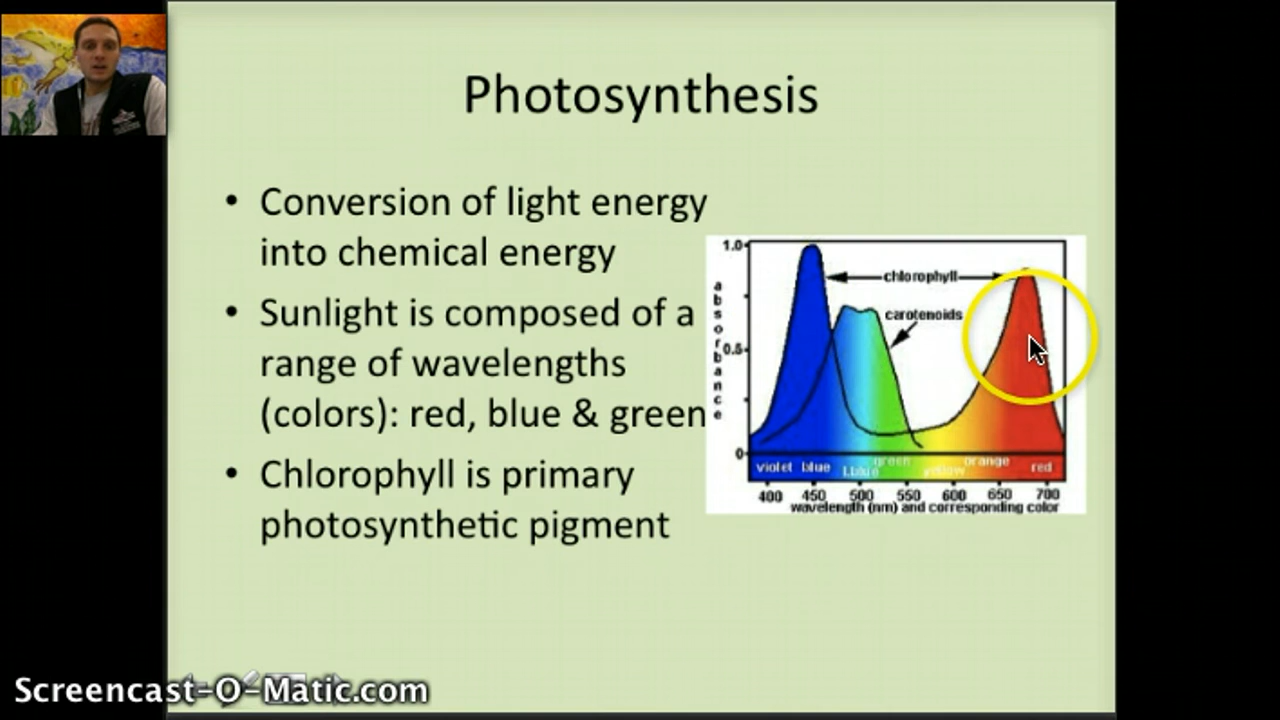 Photosynthesis
• Conversion of light energy
into chemical energy
• Sunlight is composed of a
range of wavelengths
(colors): red, blue & green
• Chlorophyll is primary
photosynthetic pigment
1.0
chlorophyll
carotenoids
absorbance
0.5
0
violet blue L.blue green yellow orange red
400 450 500 550 600 650 700
wavelength (nm) and corresponding color
Screencast-O-Matic.com